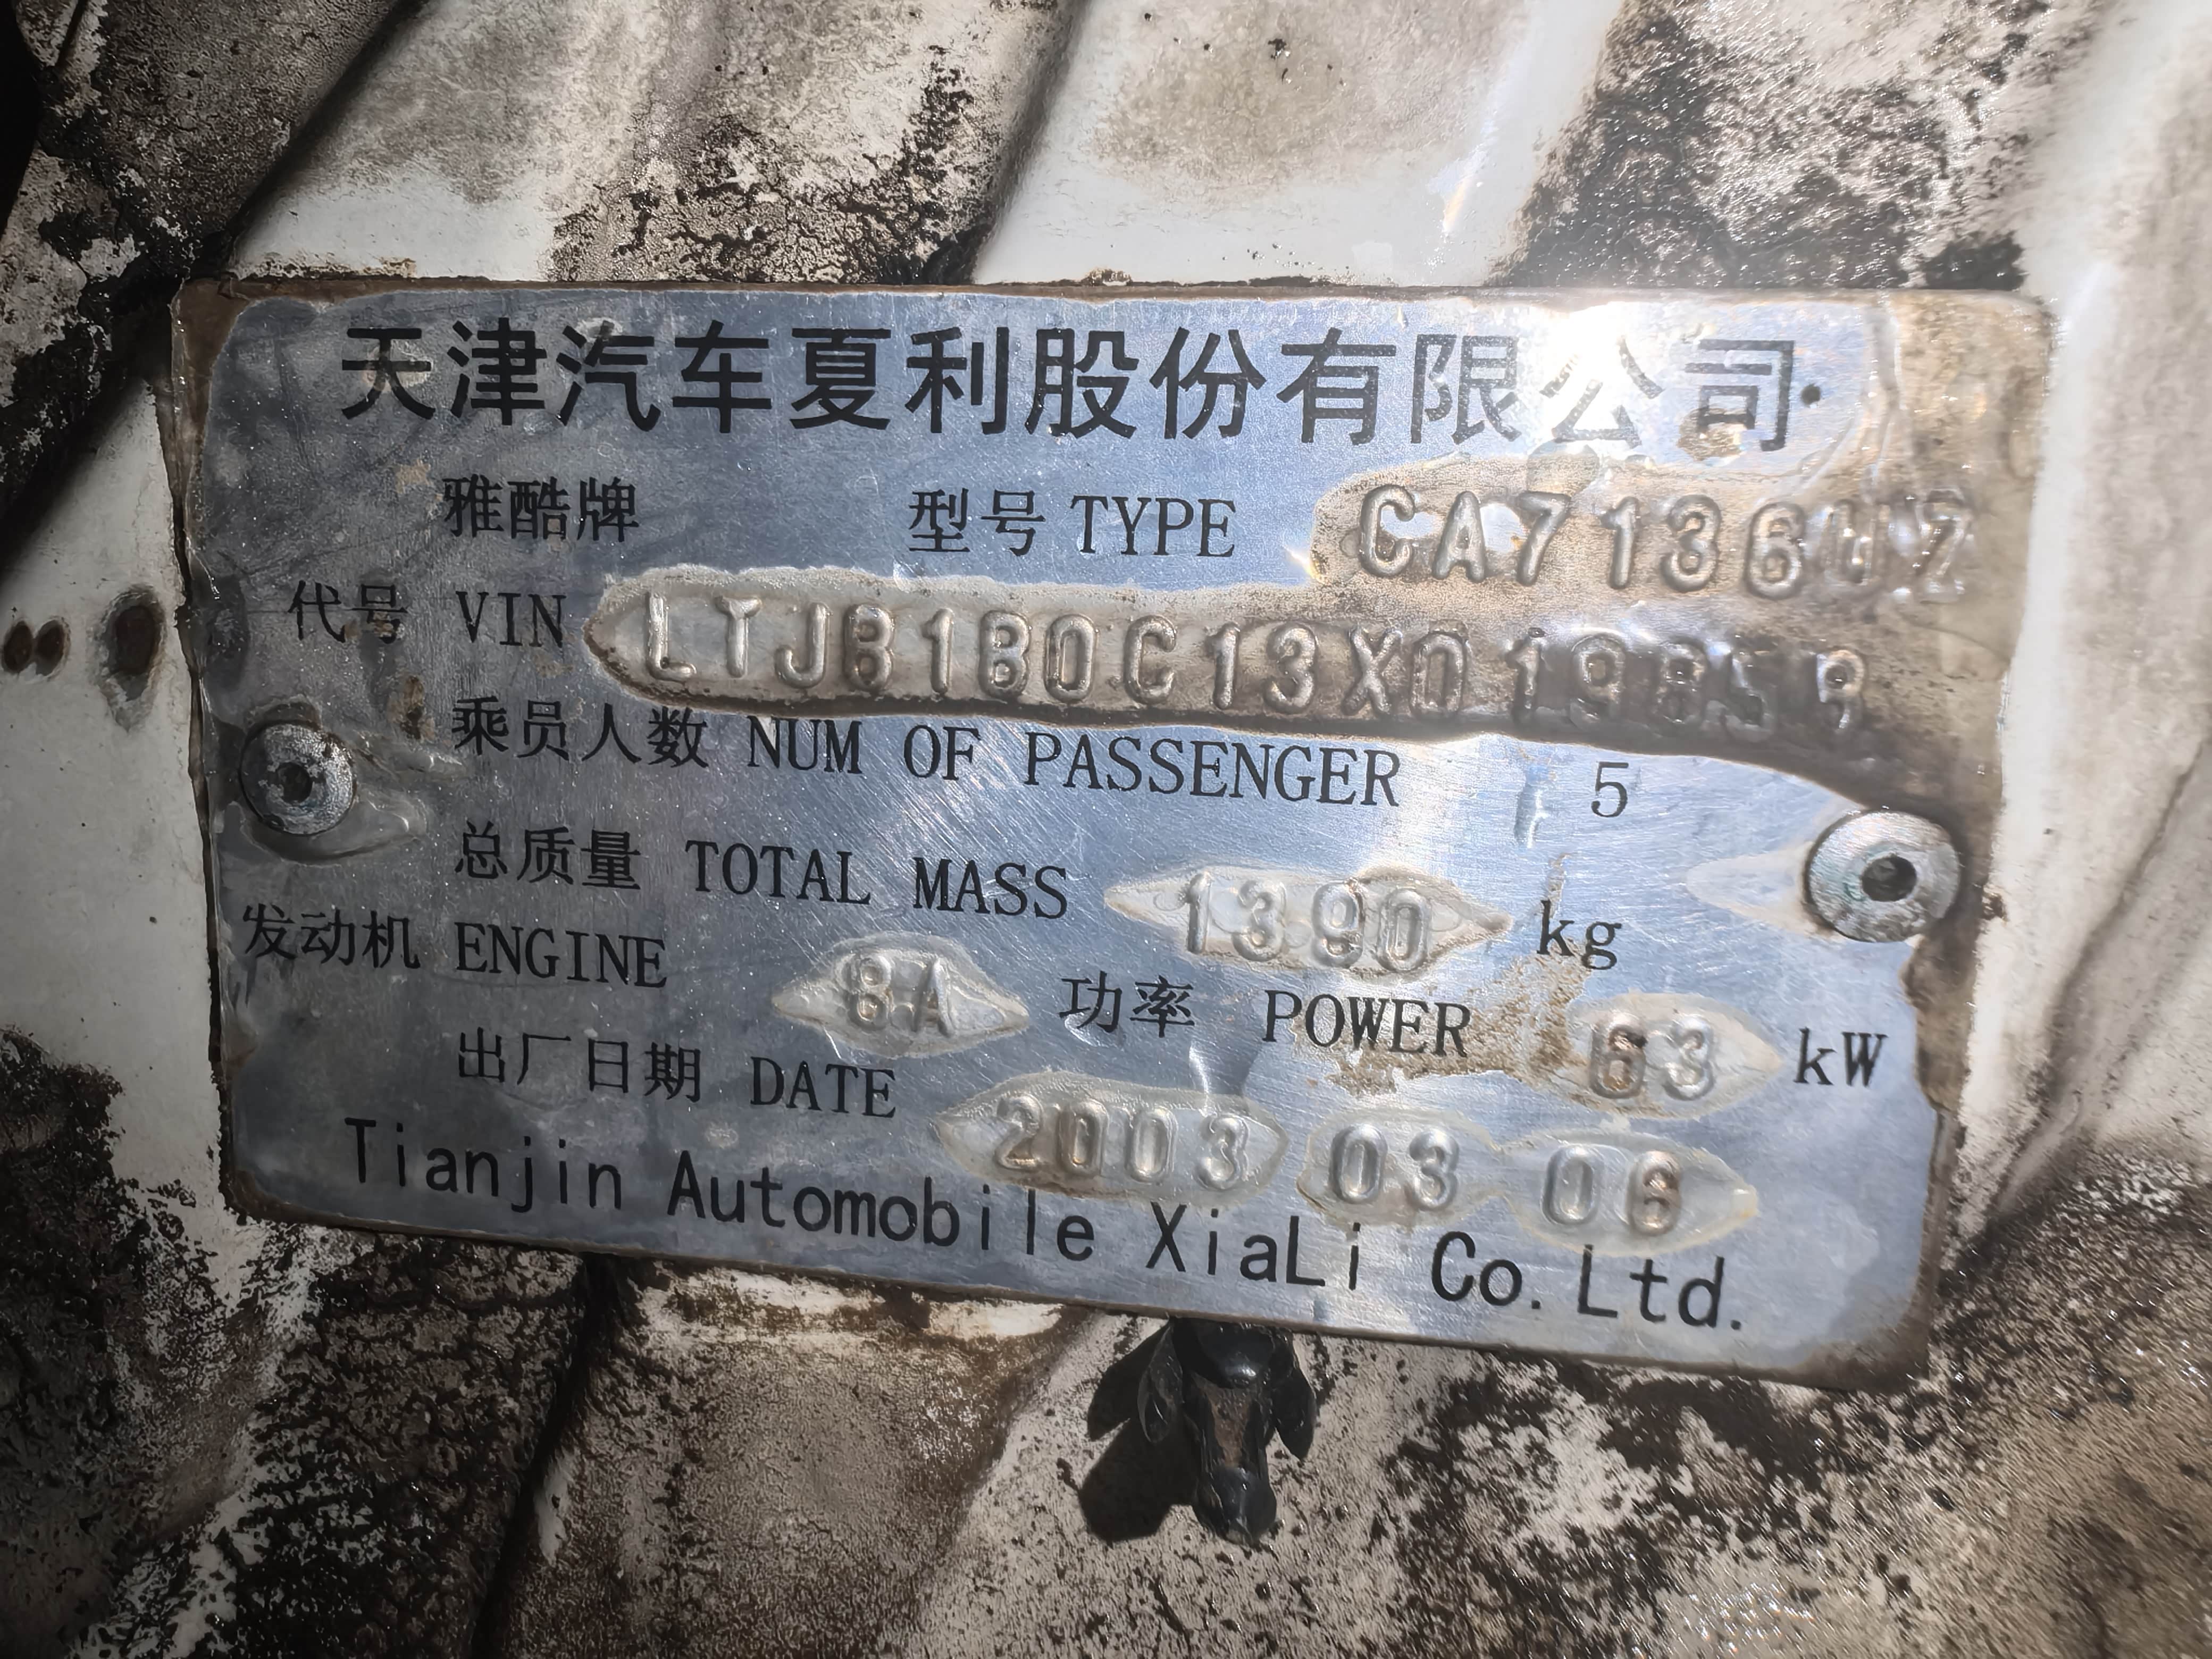 天津汽车夏利股份有限公司
雅酷牌 型号 TYPE CA7136UZ
代号 VIN LTJB1B0C13X019858
乘员人数 NUM OF PASSENGER 5
总质量 TOTAL MASS 1390 kg
发动机 ENGINE 8A 功率 POWER 63 kW
出厂日期 DATE 2003 03 06
Tianjin Automobile XiaLi Co.Ltd.